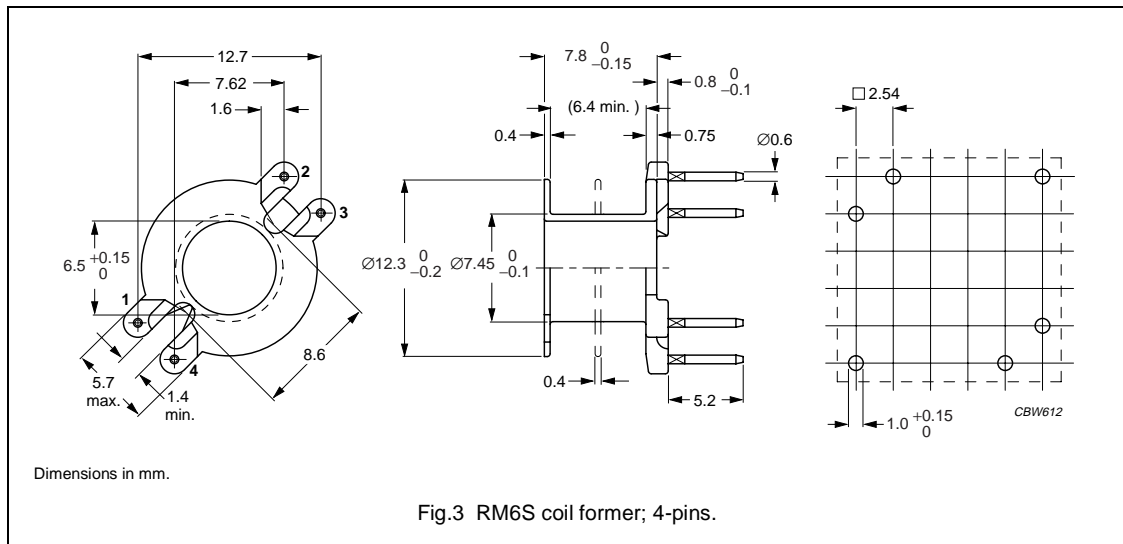 12.7
7.62
1.6
2
3
6.5 +0.15 0
1
4
5.7 max.
1.4 min.
8.6
7.8 0 −0.15
0.8 0 −0.1
(6.4 min. )
0.4
0.75
∅0.6
∅12.3 0 −0.2
∅7.45 0 −0.1
0.4
5.2
□ 2.54
1.0 +0.15 0
CBW612
Dimensions in mm.
Fig.3 RM6S coil former; 4-pins.